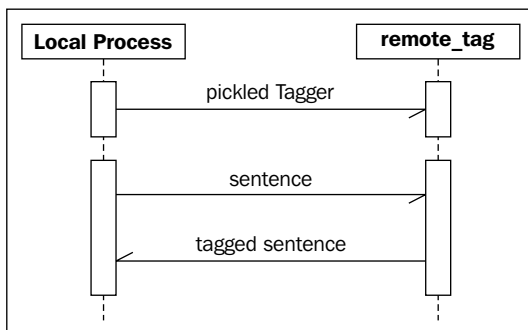 Local Process
remote_tag
pickled Tagger
sentence
tagged sentence